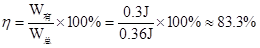 η = W有/W总 × 100% = 0.3J/0.36J × 100% ≈ 83.3%